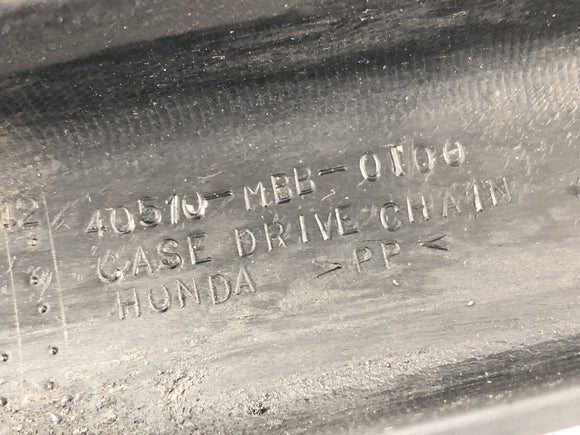 40510-MBB-0100
CASE DRIVE CHAIN
HONDA >PP<